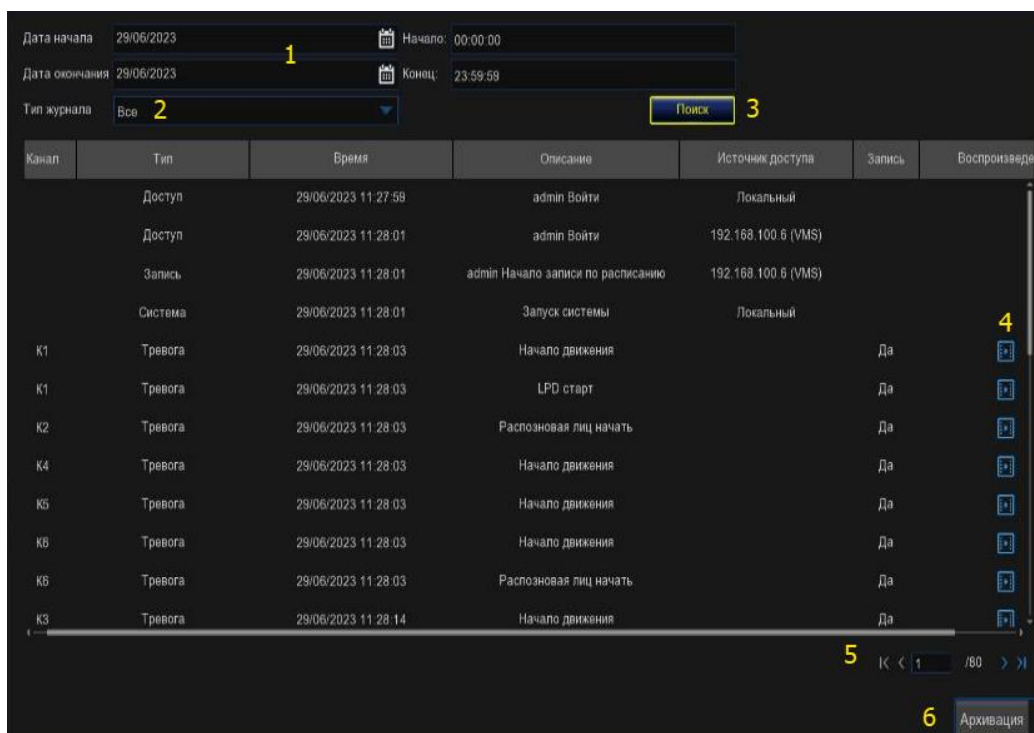 Дата начала 29/06/2023 1 Начало: 00:00:00
Дата окончания 29/06/2023 Конец: 23:59:59
Тип журнала Все 2 Поиск 3
Канал Тип Время Описание Источник доступа Запись Воспроизведе
Доступ 29/06/2023 11:27:59 admin Войти Локальный
Доступ 29/06/2023 11:28:01 admin Войти 192.168.100.6 (VMS)
Запись 29/06/2023 11:28:01 admin Начало записи по расписанию 192.168.100.6 (VMS)
Система 29/06/2023 11:28:01 Запуск системы Локальный
4
К1 Тревога 29/06/2023 11:28:03 Начало движения Да
К1 Тревога 29/06/2023 11:28:03 LPD старт Да
К2 Тревога 29/06/2023 11:28:03 Распозновая лиц начать Да
К4 Тревога 29/06/2023 11:28:03 Начало движения Да
К5 Тревога 29/06/2023 11:28:03 Начало движения Да
К6 Тревога 29/06/2023 11:28:03 Начало движения Да
К6 Тревога 29/06/2023 11:28:03 Распозновая лиц начать Да
К3 Тревога 29/06/2023 11:28:14 Начало движения Да
5 1 /80
6 Архивация